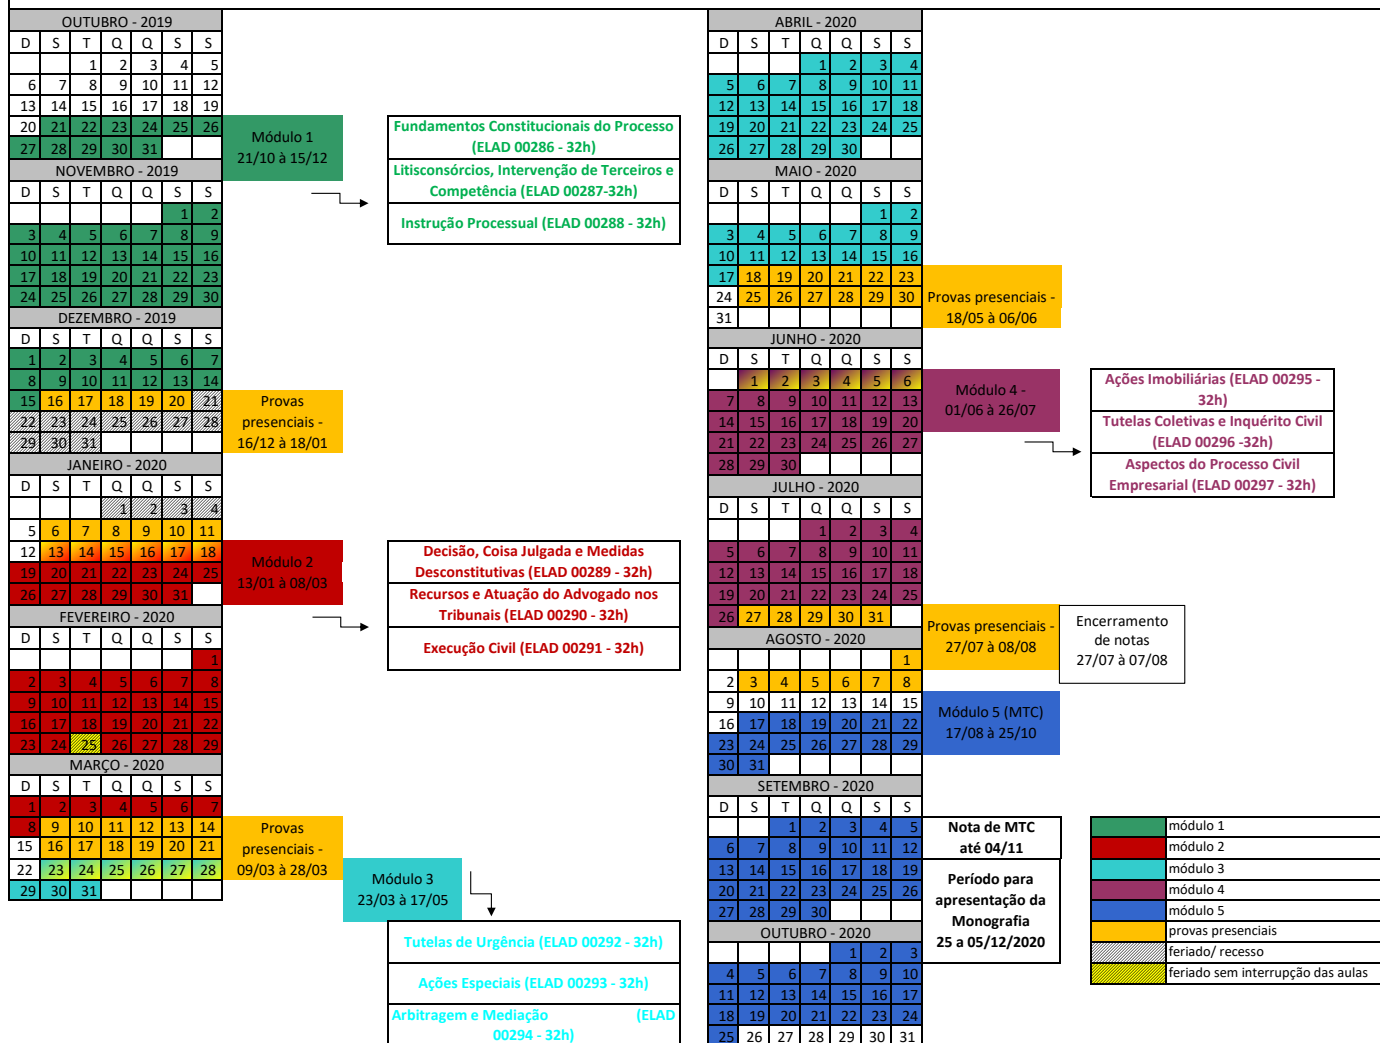 OUTUBRO - 2019
D S T Q Q S S
1 2 3 4 5
6 7 8 9 10 11 12
13 14 15 16 17 18 19
20 21 22 23 24 25 26
27 28 29 30 31
Módulo 1
21/10 à 15/12
Fundamentos Constitucionais do Processo
(ELAD 00286 - 32h)
Litisconsórcios, Intervenção de Terceiros e
Competência (ELAD 00287-32h)
Instrução Processual (ELAD 00288 - 32h)
NOVEMBRO - 2019
D S T Q Q S S
1 2
3 4 5 6 7 8 9
10 11 12 13 14 15 16
17 18 19 20 21 22 23
24 25 26 27 28 29 30
DEZEMBRO - 2019
D S T Q Q S S
1 2 3 4 5 6 7
8 9 10 11 12 13 14
15 16 17 18 19 20 21
22 23 24 25 26 27 28
29 30 31
Provas
presenciais -
16/12 à 18/01
JANEIRO - 2020
D S T Q Q S S
1 2 3 4
5 6 7 8 9 10 11
12 13 14 15 16 17 18
19 20 21 22 23 24 25
26 27 28 29 30 31
Módulo 2
13/01 à 08/03
Decisão, Coisa Julgada e Medidas
Desconstitutivas (ELAD 00289 - 32h)
Recursos e Atuação do Advogado nos
Tribunais (ELAD 00290 - 32h)
Execução Civil (ELAD 00291 - 32h)
FEVEREIRO - 2020
D S T Q Q S S
1
2 3 4 5 6 7 8
9 10 11 12 13 14 15
16 17 18 19 20 21 22
23 24 25 26 27 28 29
MARÇO - 2020
D S T Q Q S S
1 2 3 4 5 6 7
8 9 10 11 12 13 14
15 16 17 18 19 20 21
22 23 24 25 26 27 28
29 30 31
Provas
presenciais -
09/03 à 28/03
Módulo 3
23/03 à 17/05
Tutelas de Urgência (ELAD 00292 - 32h)
Ações Especiais (ELAD 00293 - 32h)
Arbitragem e Mediação (ELAD
00294 - 32h)
ABRIL - 2020
D S T Q Q S S
1 2 3 4
5 6 7 8 9 10 11
12 13 14 15 16 17 18
19 20 21 22 23 24 25
26 27 28 29 30
MAIO - 2020
D S T Q Q S S
1 2
3 4 5 6 7 8 9
10 11 12 13 14 15 16
17 18 19 20 21 22 23
24 25 26 27 28 29 30
31
Provas presenciais -
18/05 à 06/06
JUNHO - 2020
D S T Q Q S S
1 2 3 4 5 6
7 8 9 10 11 12 13
14 15 16 17 18 19 20
21 22 23 24 25 26 27
28 29 30
Módulo 4 -
01/06 à 26/07
Ações Imobiliárias (ELAD 00295 -
32h)
Tutelas Coletivas e Inquérito Civil
(ELAD 00296 -32h)
Aspectos do Processo Civil
Empresarial (ELAD 00297 - 32h)
JULHO - 2020
D S T Q Q S S
1 2 3 4
5 6 7 8 9 10 11
12 13 14 15 16 17 18
19 20 21 22 23 24 25
26 27 28 29 30 31
Provas presenciais -
27/07 à 08/08
Encerramento
de notas
27/07 à 07/08
AGOSTO - 2020
1
2 3 4 5 6 7 8
9 10 11 12 13 14 15
16 17 18 19 20 21 22
23 24 25 26 27 28 29
30 31
Módulo 5 (MTC)
17/08 à 25/10
SETEMBRO - 2020
D S T Q Q S S
1 2 3 4 5
6 7 8 9 10 11 12
13 14 15 16 17 18 19
20 21 22 23 24 25 26
27 28 29 30
Nota de MTC
até 04/11
Período para
apresentação da
Monografia
25 a 05/12/2020
OUTUBRO - 2020
1 2 3
4 5 6 7 8 9 10
11 12 13 14 15 16 17
18 19 20 21 22 23 24
25 26 27 28 29 30 31
módulo 1
módulo 2
módulo 3
módulo 4
módulo 5
provas presenciais
feriado/ recesso
feriado sem interrupção das aulas